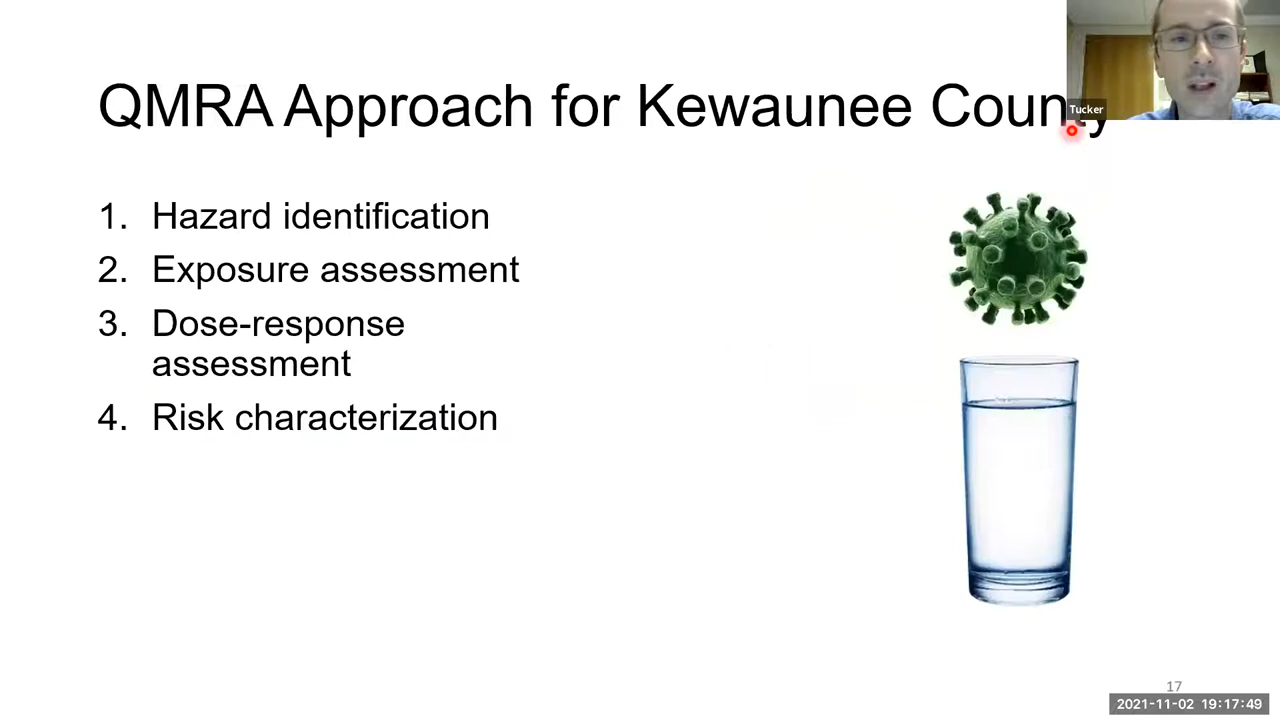 QMRA Approach for Kewaunee County
Tucker
1. Hazard identification
2. Exposure assessment
3. Dose-response
assessment
4. Risk characterization
17
2021-11-02 19:17:49